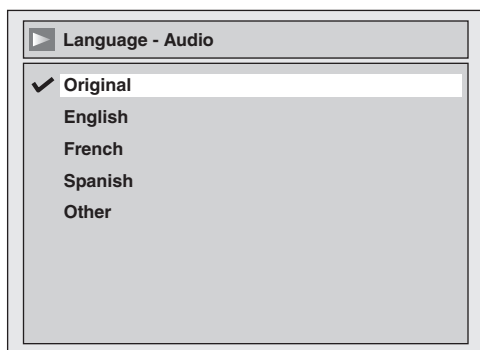 Language - Audio
Original
English
French
Spanish
Other